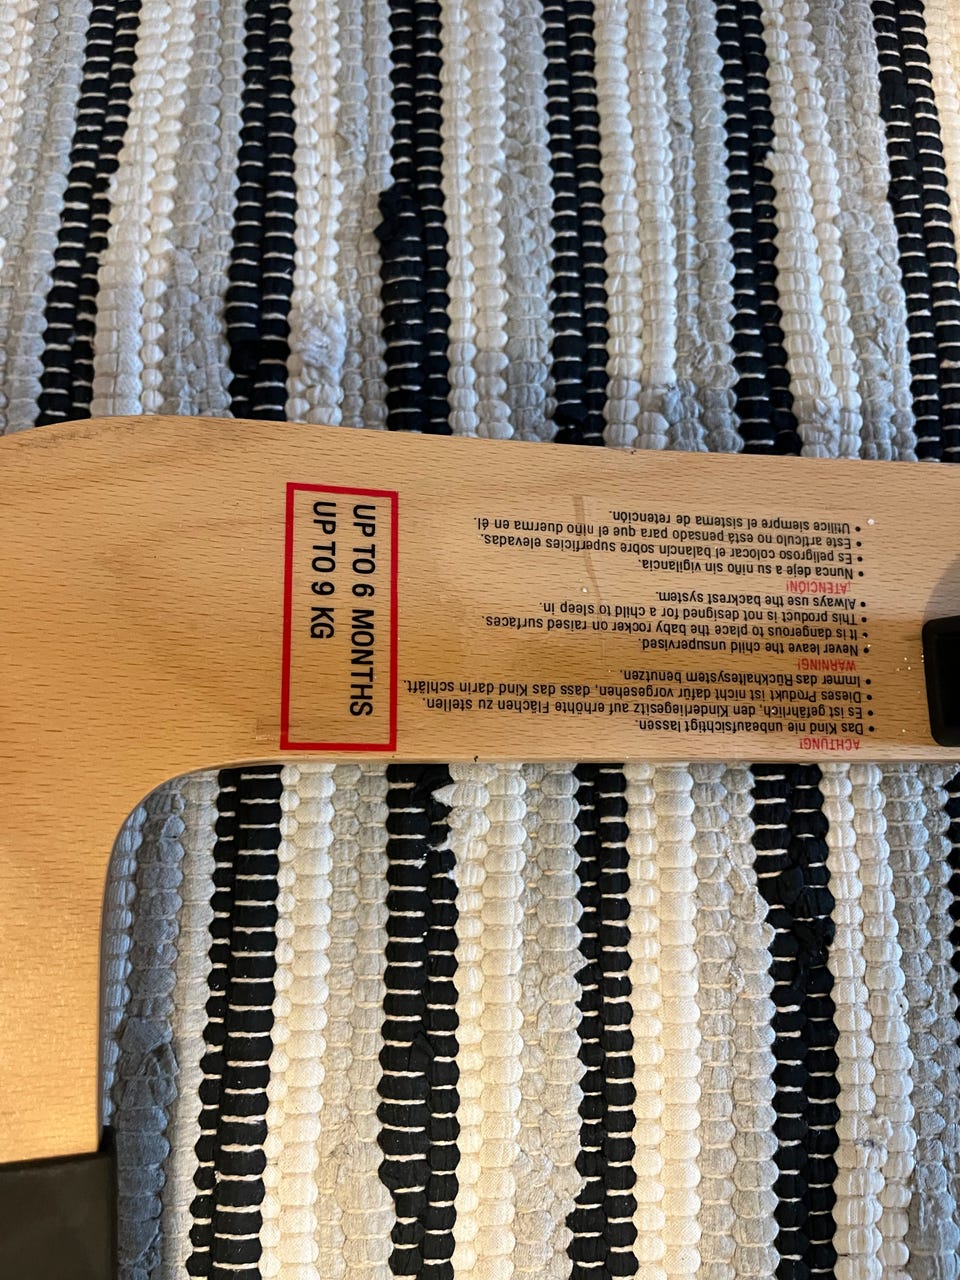 UP TO 6 MONTHS
UP TO 9 KG
ACHTUNG!
• Das Kind nie unbeaufsichtigt lassen
• Es ist gefährlich, den Kinderliegesitz auf erhöhte Flächen zu stellen.
• Dieses Produkt ist nicht dafür vorgesehen, dass das Kind darin schläft.
• Immer das Rückhaltesystem benutzen.
WARNING!
• Never leave the child unsupervised.
• It is dangerous to place the baby rocker on raised surfaces.
• This product is not designed for a child to sleep in.
• Always use the backrest system.
¡ATENCIÓN!
• Nunca deje a su niño sin vigilancia.
• Es peligroso colocar el balancín sobre superficies elevadas.
• Este artículo no está pensado para que el niño duerma en él.
• Utilice siempre el sistema de retención.